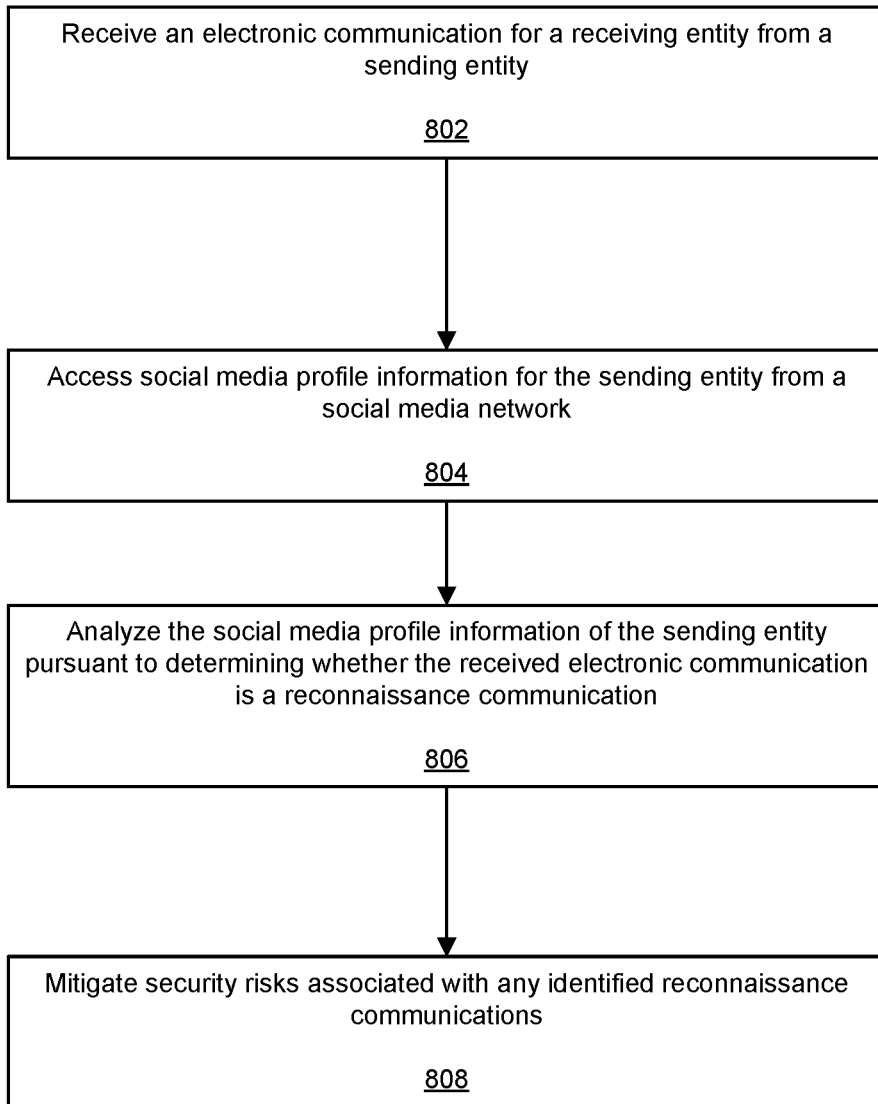 Receive an electronic communication for a receiving entity from a
sending entity
802
Access social media profile information for the sending entity from a
social media network
804
Analyze the social media profile information of the sending entity
pursuant to determining whether the received electronic communication
is a reconnaissance communication
806
Mitigate security risks associated with any identified reconnaissance
communications
808